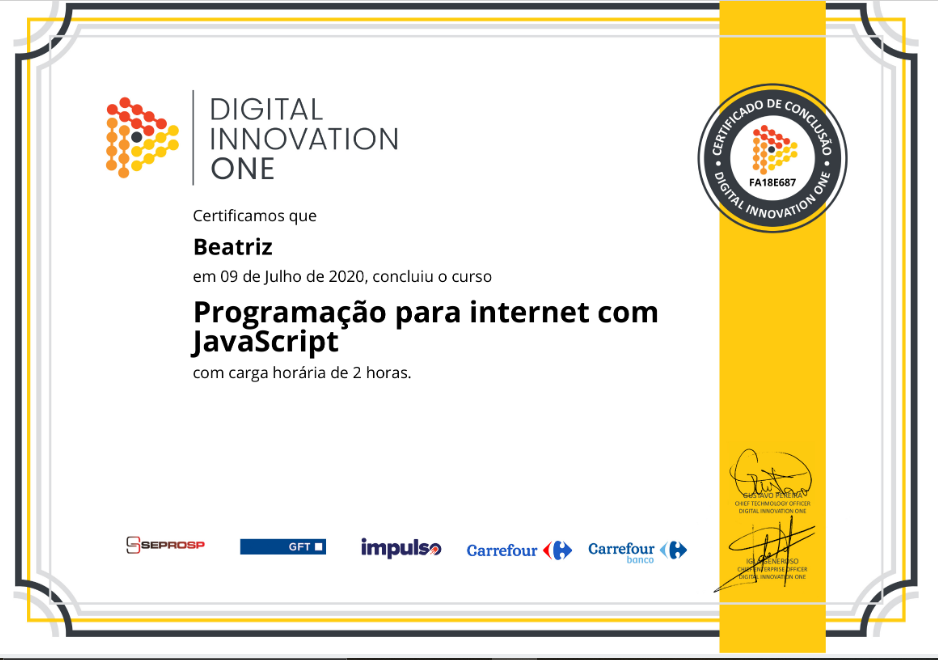 DIGITAL
INNOVATION
ONE
CERTIFICADO DE CONCLUSÃO
FA18E687
DIGITAL INNOVATION ONE
Certificamos que
Beatriz
em 09 de Julho de 2020, concluiu o curso
Programação para internet com
JavaScript
com carga horária de 2 horas.
GUSTAVO PEREIRA
CHIEF TECHNOLOGY OFFICER
DIGITAL INNOVATION ONE
SEPROSP
GFT
impulso
Carrefour
Carrefour
banco
GENEROSO
CHIEF ENTERPRISE OFFICER
DIGITAL INNOVATION ONE